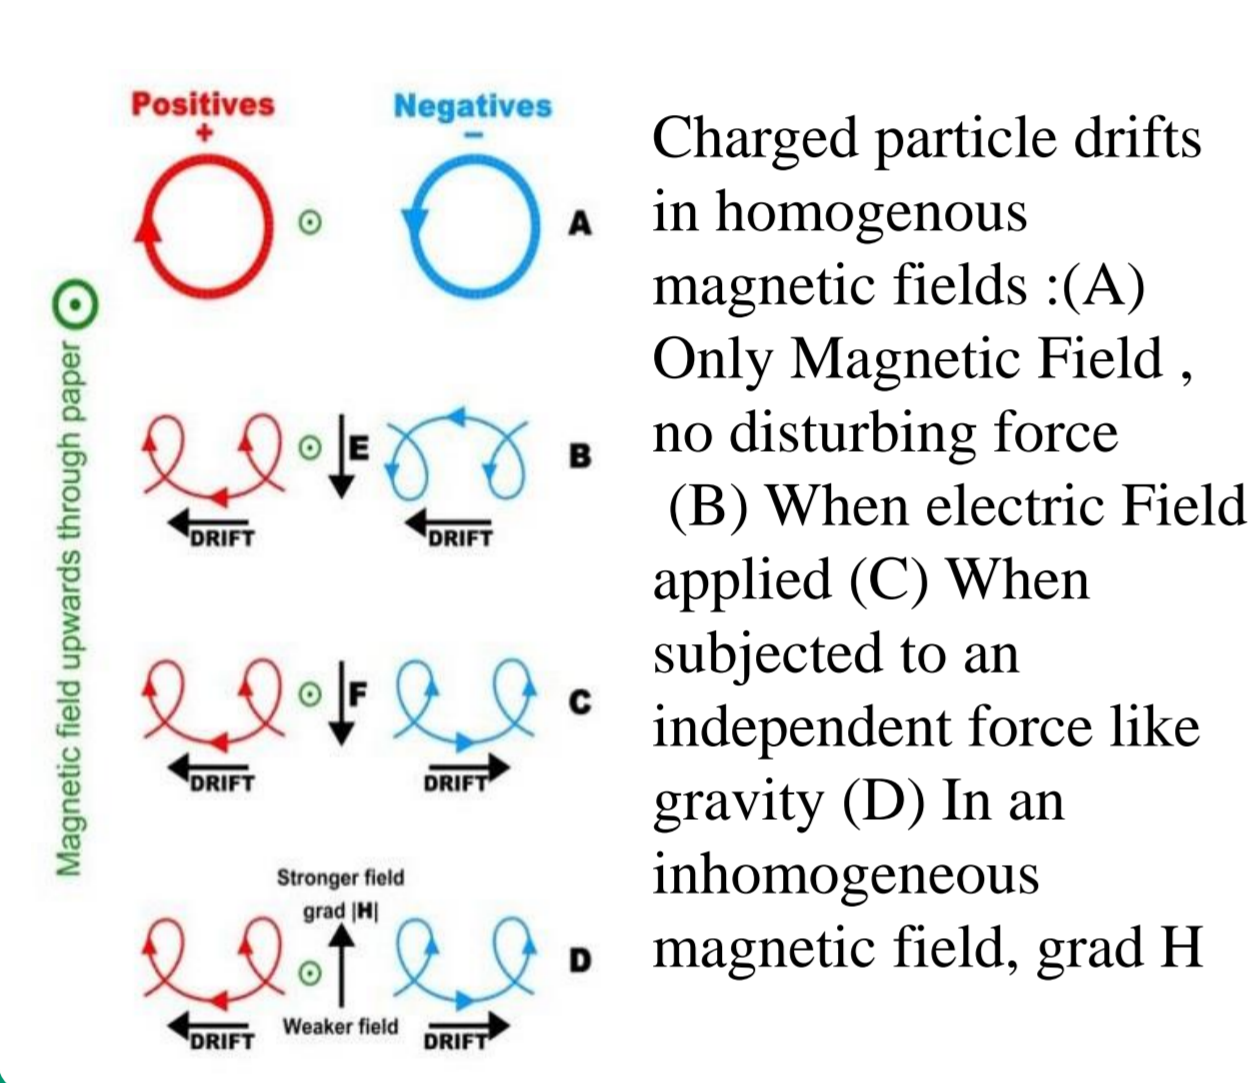 Positives
+
Negatives
−
A
Magnetic field upwards through paper
E
B
DRIFT
DRIFT
F
C
DRIFT
DRIFT
Stronger field
grad |H|
D
Weaker field
DRIFT
DRIFT
Charged particle drifts
in homogenous
magnetic fields :(A)
Only Magnetic Field ,
no disturbing force
(B) When electric Field
applied (C) When
subjected to an
independent force like
gravity (D) In an
inhomogeneous
magnetic field, grad H